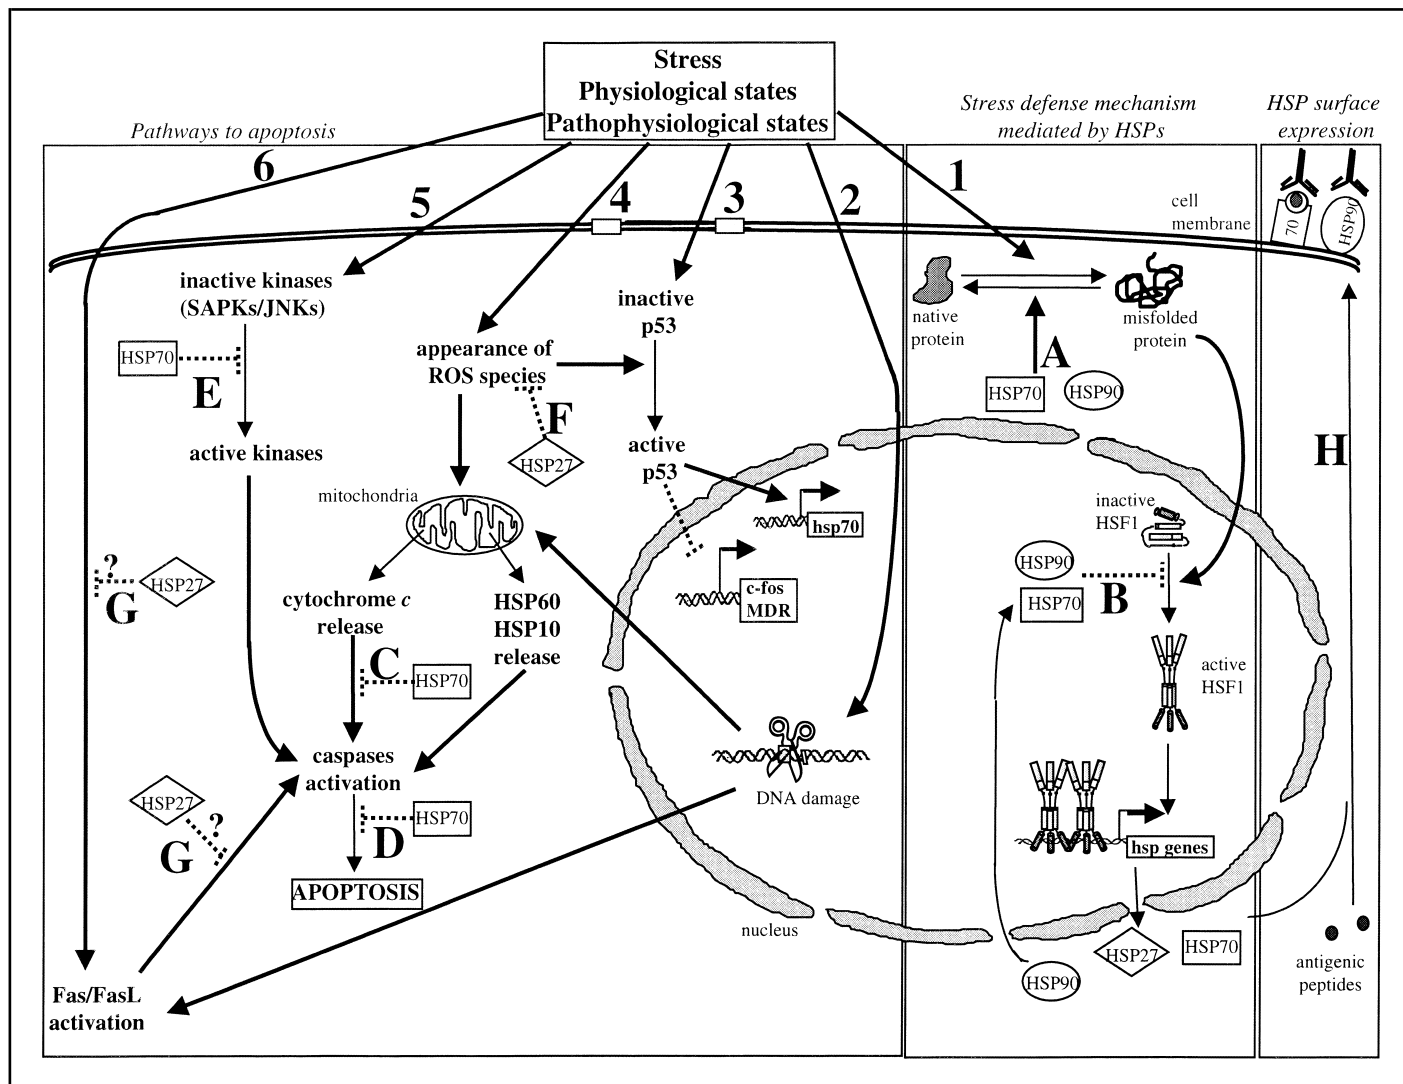 Stress
Physiological states
Pathophysiological states
Pathways to apoptosis
Stress defense mechanism
mediated by HSPs
HSP surface
expression
6
5
4
3
2
1
cell
membrane
70
HSP90
inactive kinases
(SAPKs/JNKs)
HSP70
E
active kinases
appearance of
ROS species
F
HSP27
inactive
p53
active
p53
native
protein
misfolded
protein
A
HSP70
HSP90
H
mitochondria
hsp70
c-fos
MDR
inactive
HSF1
HSP90
HSP70
B
active
HSF1
?
HSP27
G
cytochrome c
release
HSP60
HSP10
release
C
HSP70
caspases
activation
HSP27
?
G
D
HSP70
APOPTOSIS
DNA damage
hsp genes
nucleus
HSP27
HSP70
HSP90
antigenic
peptides
Fas/FasL
activation